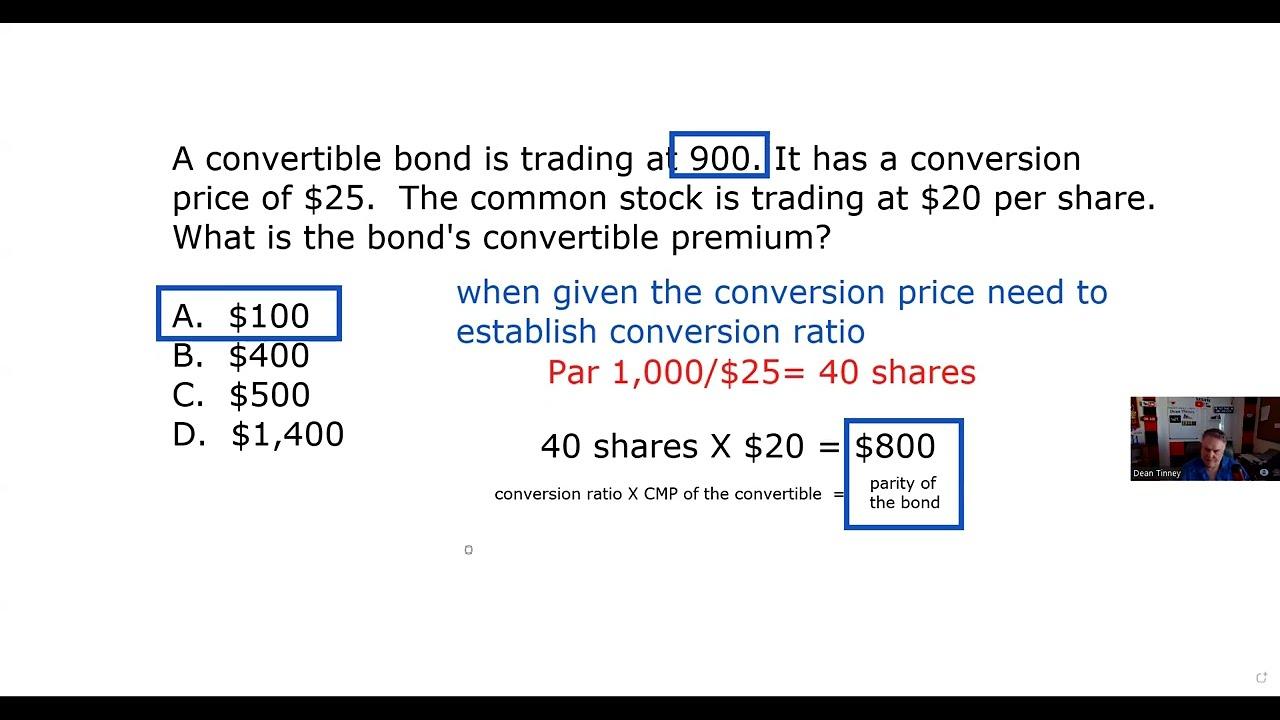 A convertible bond is trading at 900. It has a conversion
price of $25. The common stock is trading at $20 per share.
What is the bond's convertible premium?
A. $100
B. $400
C. $500
D. $1,400
when given the conversion price need to
establish conversion ratio
Par 1,000/$25= 40 shares
40 shares X $20 = $800
conversion ratio X CMP of the convertible =
parity of
the bond
Dean Tinney